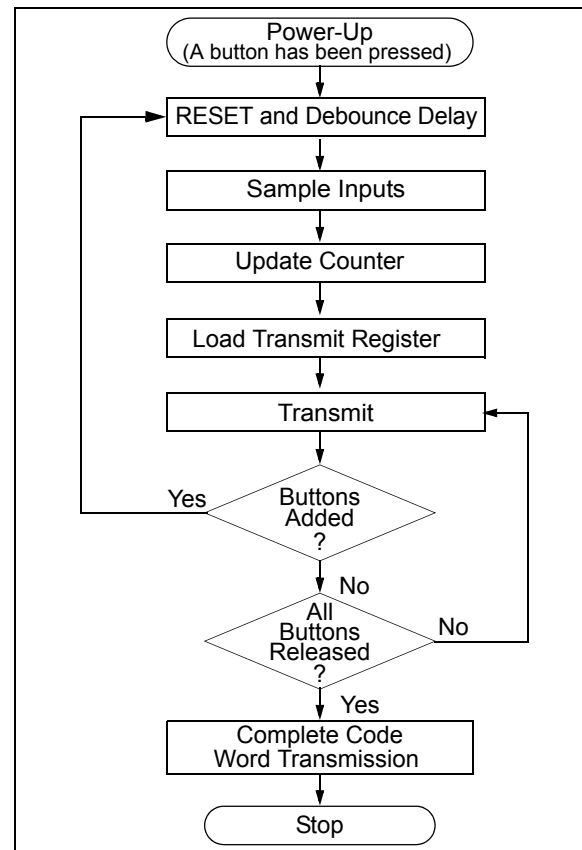 Power-Up
(A button has been pressed)
RESET and Debounce Delay
Sample Inputs
Update Counter
Load Transmit Register
Transmit
Yes
Buttons
Added
?
No
All
Buttons
Released
?
No
Yes
Complete Code
Word Transmission
Stop